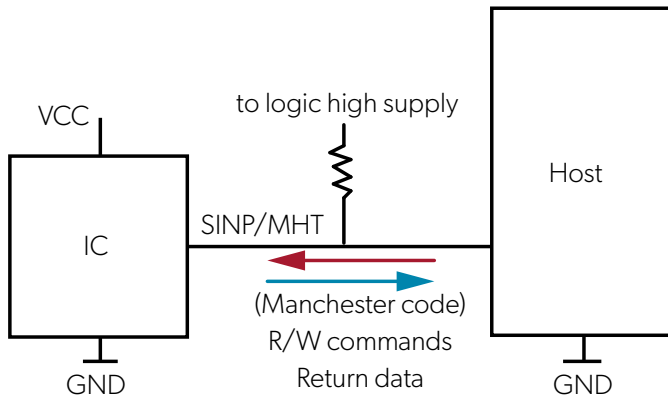 to logic high supply
VCC
Host
SINP/MHT
IC
(Manchester code)
R/W commands
Return data
GND
GND